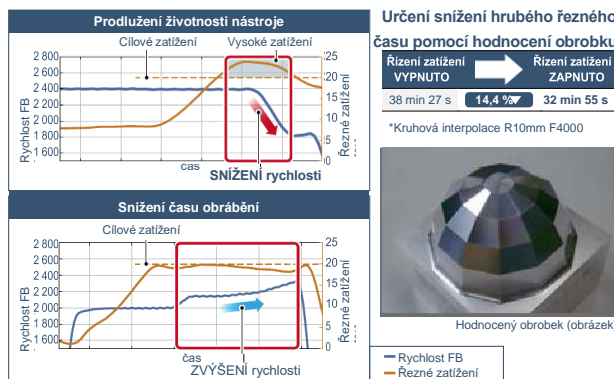 Prodlužení životnosti nástroje
Cílové zatížení
Vysoké zatížení
2 800
2 600
2 400
2 200
2 000
1 800
1 600
Rychlost FB
25
20
15
10
5
0
Řezné zatížení
čas
SNÍŽENÍ rychlosti
Snižení času obrábění
Cílové zatížení
2 800
2 600
2 400
2 200
2 000
1 800
1 600
Rychlost FB
25
20
15
10
5
0
Řezné zatížení
čas
ZVÝŠENÍ rychlosti
Určení snížení hrubého řezného
času pomocí hodnocení obrobku
Řízení zatížení
VYPNUTO
Řízení zatížení
ZAPNUTO
38 min 27 s
14,4 %
32 min 55 s
*Kruhová interpolace R10mm F4000
Hodnocený obrobek (obrázek)
Rychlost FB
Řezné zatížení